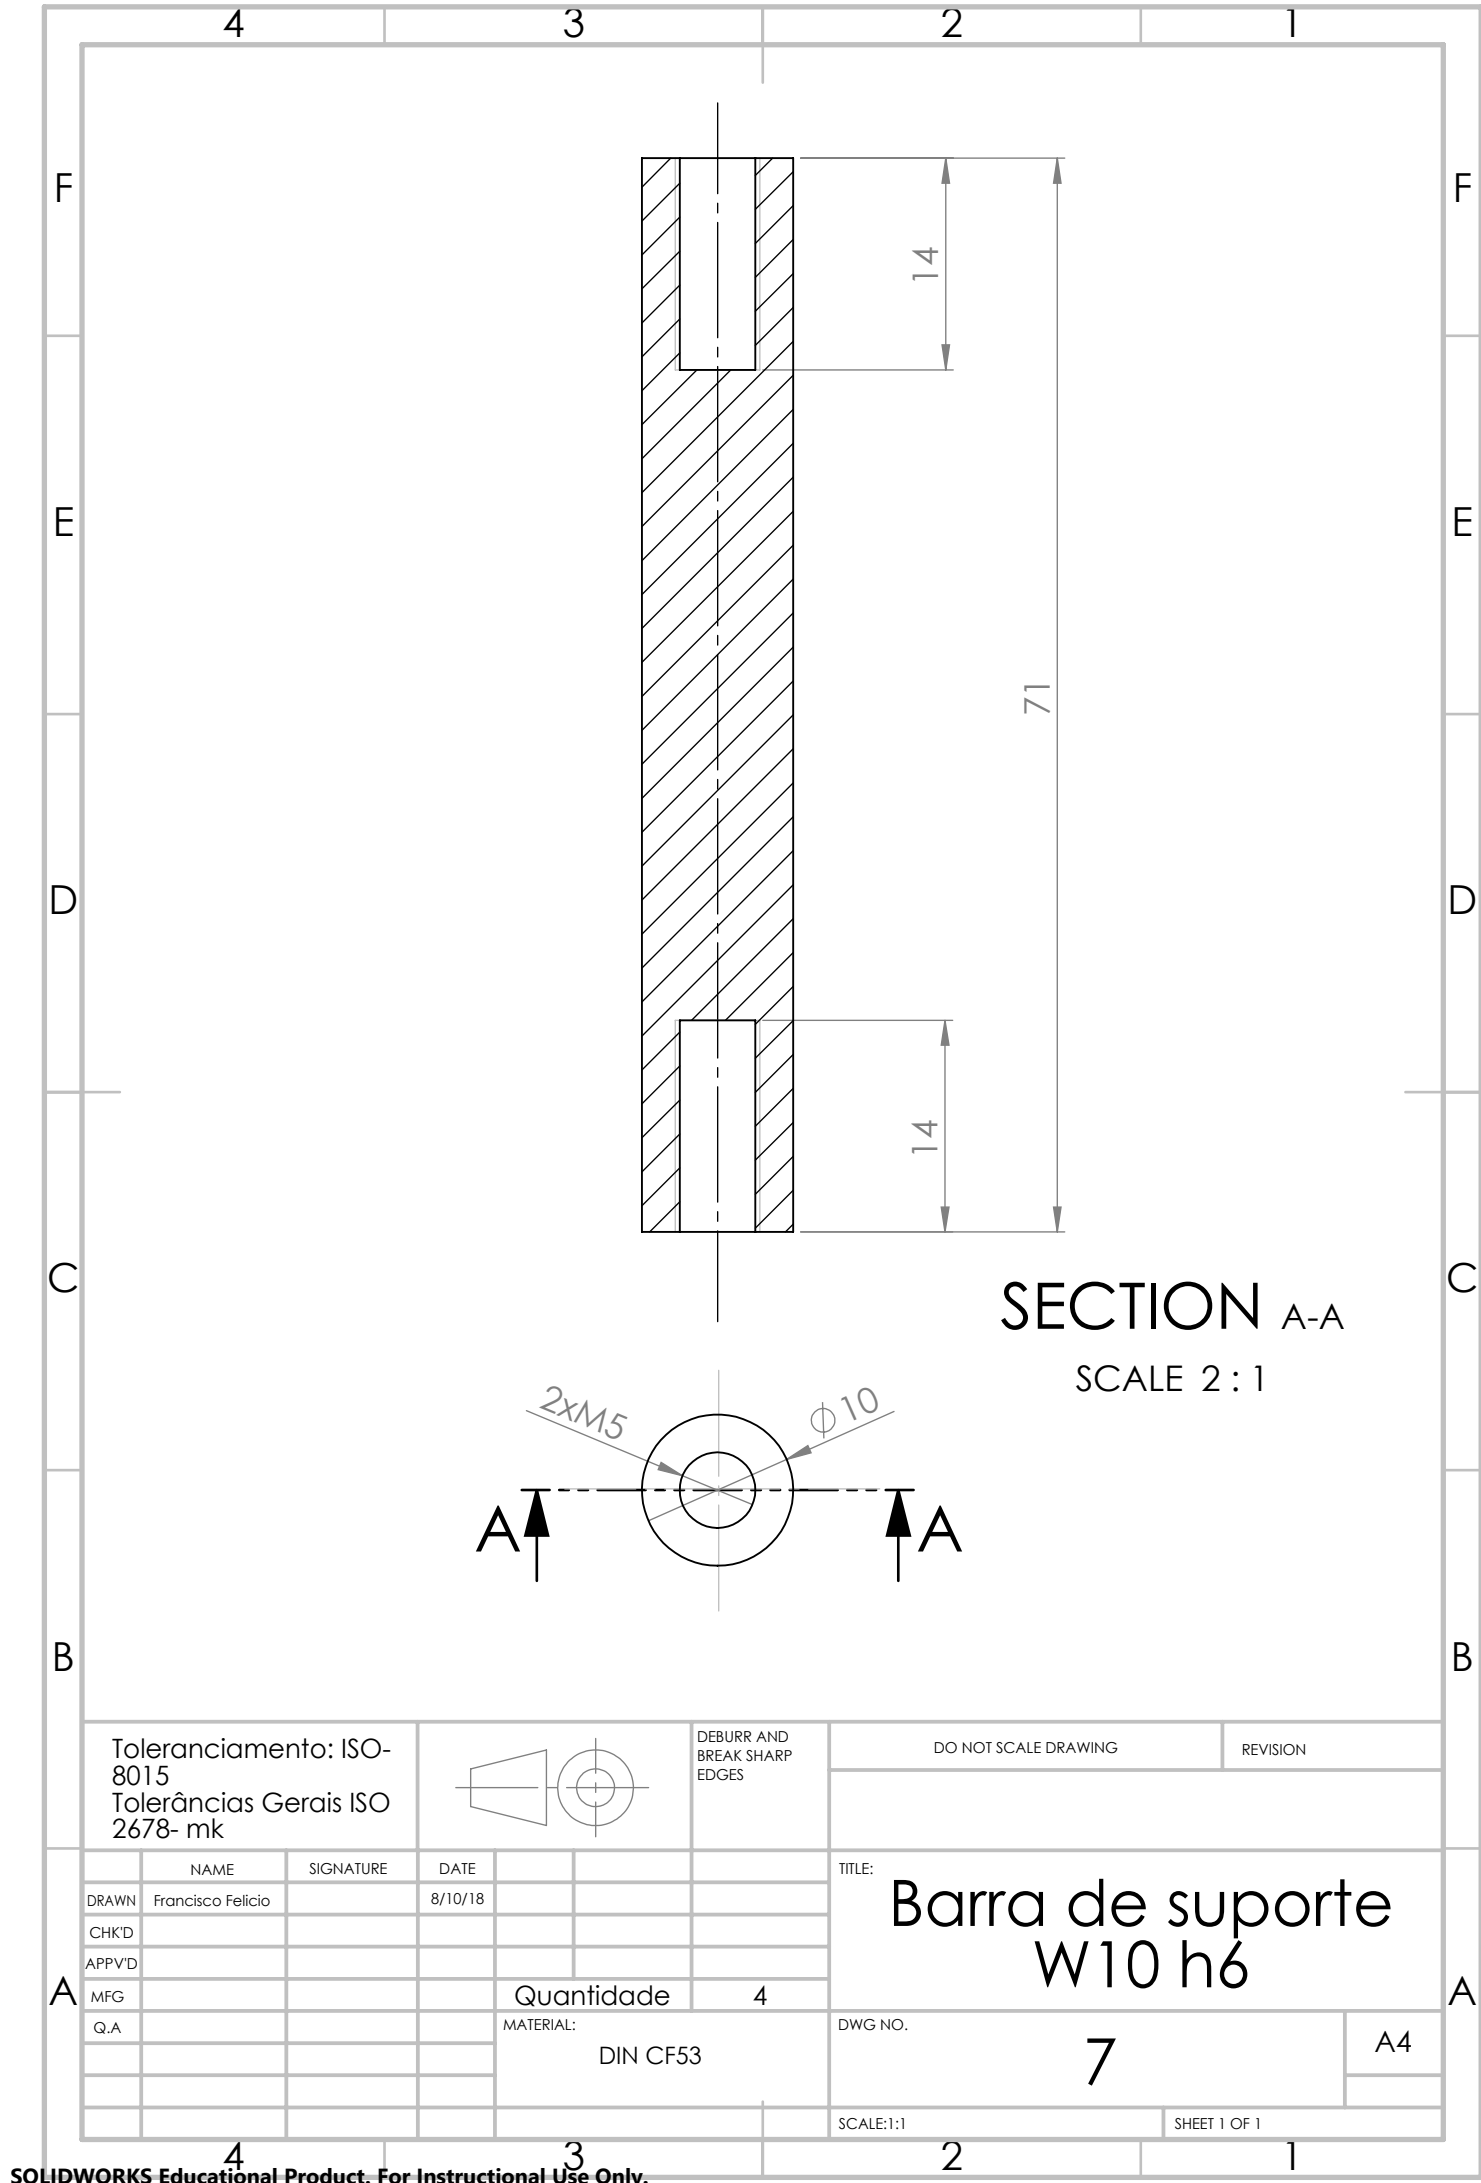 4 3 2 1
F F
14
E E
71
D D
14
C C
SECTION A-A
SCALE 2 : 1
2xM5
⌀ 10
A A
B B
Toleranciamento: ISO-
8015
Tolerâncias Gerais ISO
2678- mk
DEBURR AND
BREAK SHARP
EDGES
DO NOT SCALE DRAWING
REVISION
NAME SIGNATURE DATE
DRAWN Francisco Felicio 8/10/18
CHK'D
APPV'D
MFG
Q.A
Quantidade 4
MATERIAL:
DIN CF53
TITLE:
Barra de suporte
W10 h6
A A
DWG NO.
7
A4
SCALE:1:1
SHEET 1 OF 1
4 3 2 1
SOLIDWORKS Educational Product. For Instructional Use Only.